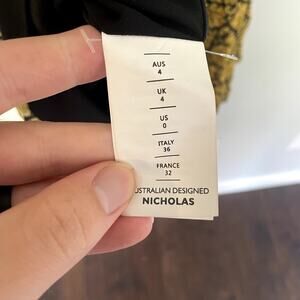 AUS
4
UK
4
US
0
ITALY
36
FRANCE
32
USTRALIAN DESIGNED
NICHOLAS